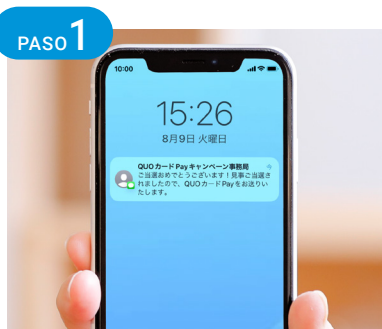 PASO 1
10:00
15:26
8月9日 火曜日
QUOカードPayキャンペーン事務局 今
ご当選おめでとうございます！見事ご当選さ
れましたので、QUOカードPayをお送りい
たします。